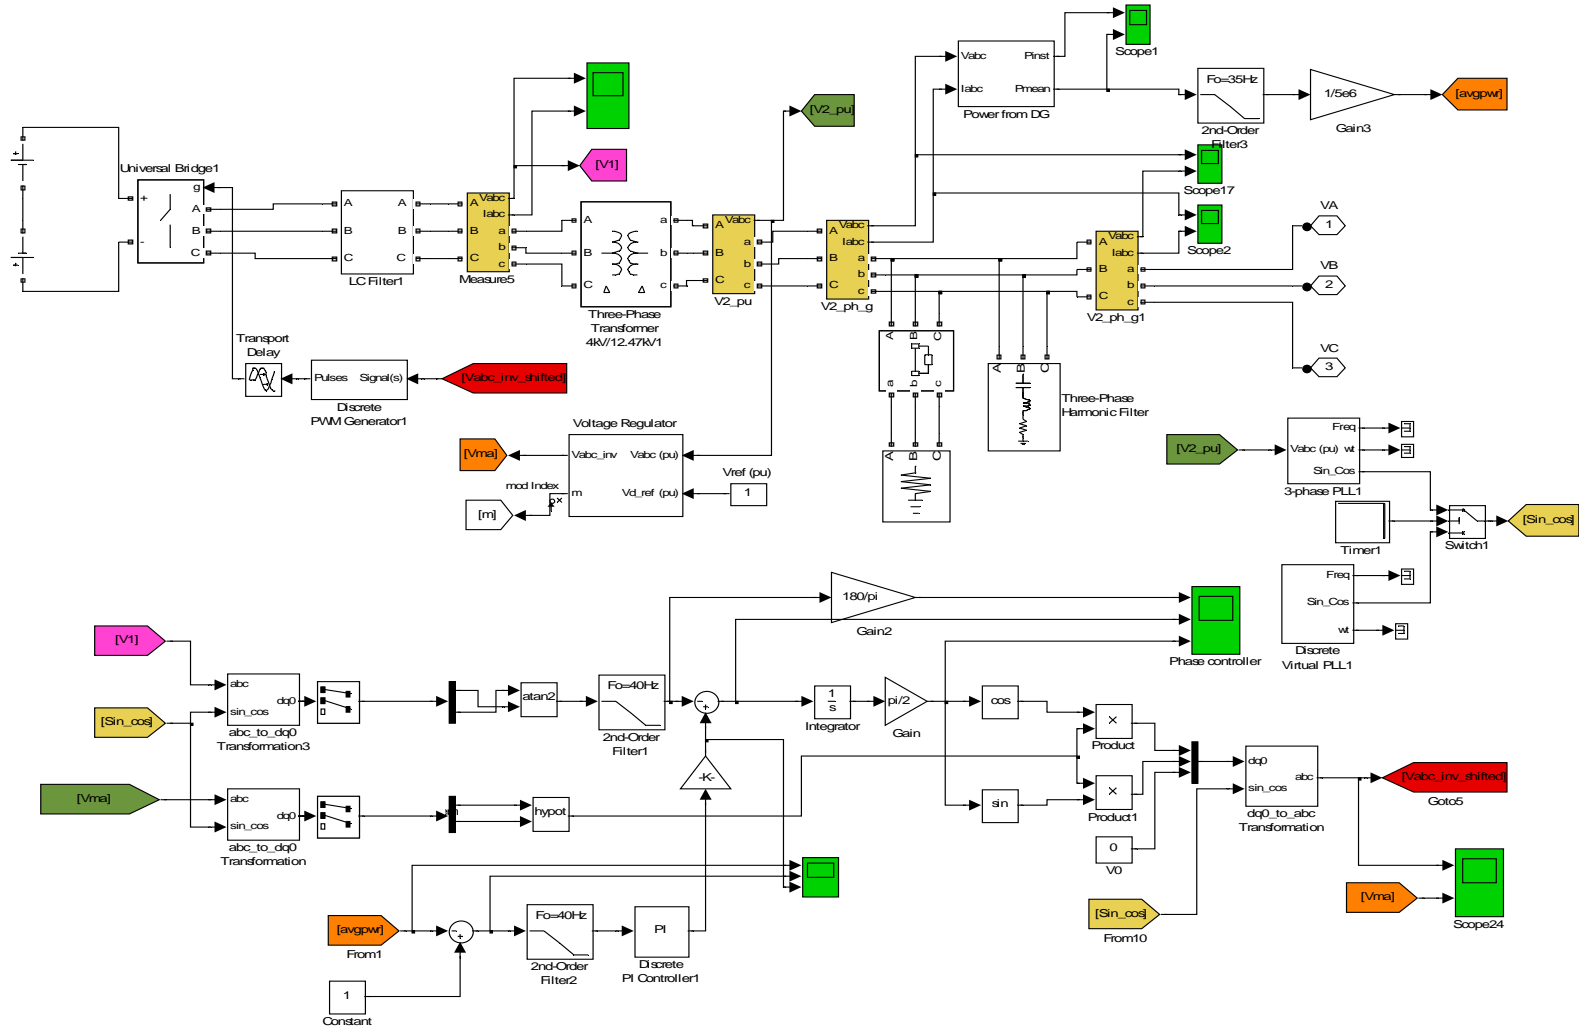 Scope1
Vabc
Pinst
Iabc
Pmean
Power from DG
Fo=35Hz
2nd-Order
Filter3
1/5e6
Gain3
[avgpwr]
[V2_pu]
[V1]
Universal Bridge1
g
+
A
B
-
C
A
A
B
B
C
C
LC Filter1
Vabc
A
Iabc
a
B
b
C
c
Measure5
A
a
B
b
C
c
Δ
Δ
Three-Phase
Transformer
4kV/12.47kV1
Vabc
A
a
B
b
C
c
V2_pu
Vabc
A
Iabc
a
B
b
C
c
V2_ph_g
Scope17
Scope2
Vabc
A
Iabc
B
a
b
C
c
V2_ph_g1
VA
1
VB
2
VC
3
Transport
Delay
Pulses
Signal(s)
Discrete
PWM Generator1
[Vabc_inv_shifted]
A
B
C
a
b
c
A
B
C
A
B
C
Three-Phase
Harmonic Filter
Voltage Regulator
[Vma]
Vabc_inv
Vabc (pu)
mod Index
m
Vd_ref (pu)
[m]
Vref (pu)
1
[V2_pu]
Freq
Vabc (pu)
wt
Sin_Cos
3-phase PLL1
Timer1
Switch1
[Sin_cos]
Freq
Sin_Cos
wt
Discrete
Virtual PLL1
180/pi
Gain2
Phase controller
[V1]
abc
dq0
sin_cos
abc_to_dq0
Transformation3
[Sin_cos]
atan2
Fo=40Hz
2nd-Order
Filter1
-
+
1
s
Integrator
pi/2
Gain
cos
×
Product
-K-
[Vma]
abc
dq0
sin_cos
abc_to_dq0
Transformation
hypot
sin
×
Product1
0
V0
dq0
abc
sin_cos
dq0_to_abc
Transformation
[Vabc_inv_shifted]
Goto5
[Sin_cos]
From10
[Vma]
Scope24
[avgpwr]
From1
-
+
Fo=40Hz
2nd-Order
Filter2
PI
Discrete
PI Controller1
1
Constant